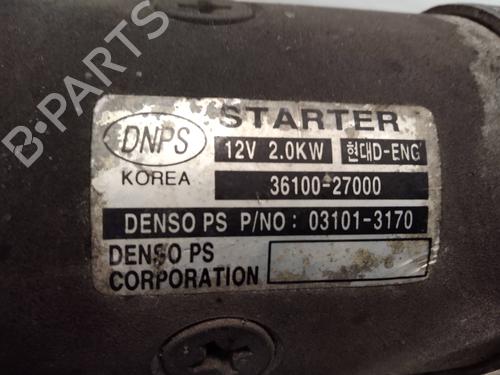 B-PARTS
STARTER
DNPS
12V 2.0KW
현대D-ENG
KOREA
36100-27000
DENSO PS P/NO: 03101-3170
DENSO PS
CORPORATION